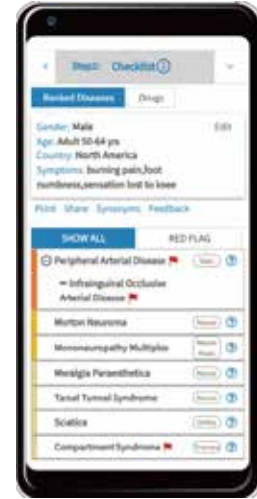 Step2: Checklist
Ranked Diseases Drugs
Gender: Male Edit
Age: Adult 50-64 yrs
Country: North America
Symptoms: burning pain,foot
numbness,sensation lost to knee
Print Share Synonyms Feedback
SHOW ALL RED FLAG
Peripheral Arterial Disease
Infrainguinal Occlusive
Arterial Disease
Morton Neuroma
Mononeuropathy Multiplex
Meralgia Paraesthetica
Tarsal Tunnel Syndrome
Sciatica
Compartment Syndrome